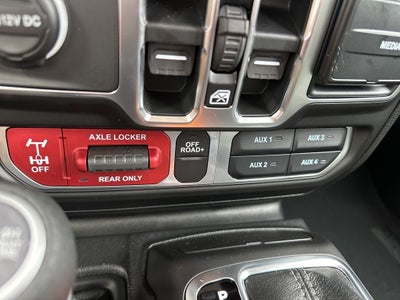 12V DC
MEDIA
AXLE LOCKER
OFF
REAR ONLY
OFF
ROAD+
AUX 1
AUX 3
AUX 2
AUX 4
P